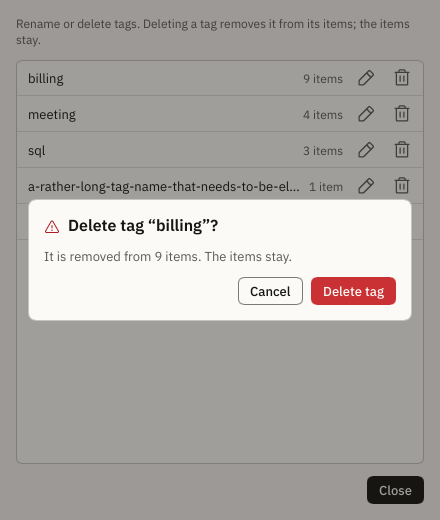 Rename or delete tags. Deleting a tag removes it from its items; the items
stay.
billing 9 items
meeting 4 items
sql 3 items
a-rather-long-tag-name-that-needs-to-be-el... 1 item
Delete tag “billing”?
It is removed from 9 items. The items stay.
Cancel Delete tag
Close